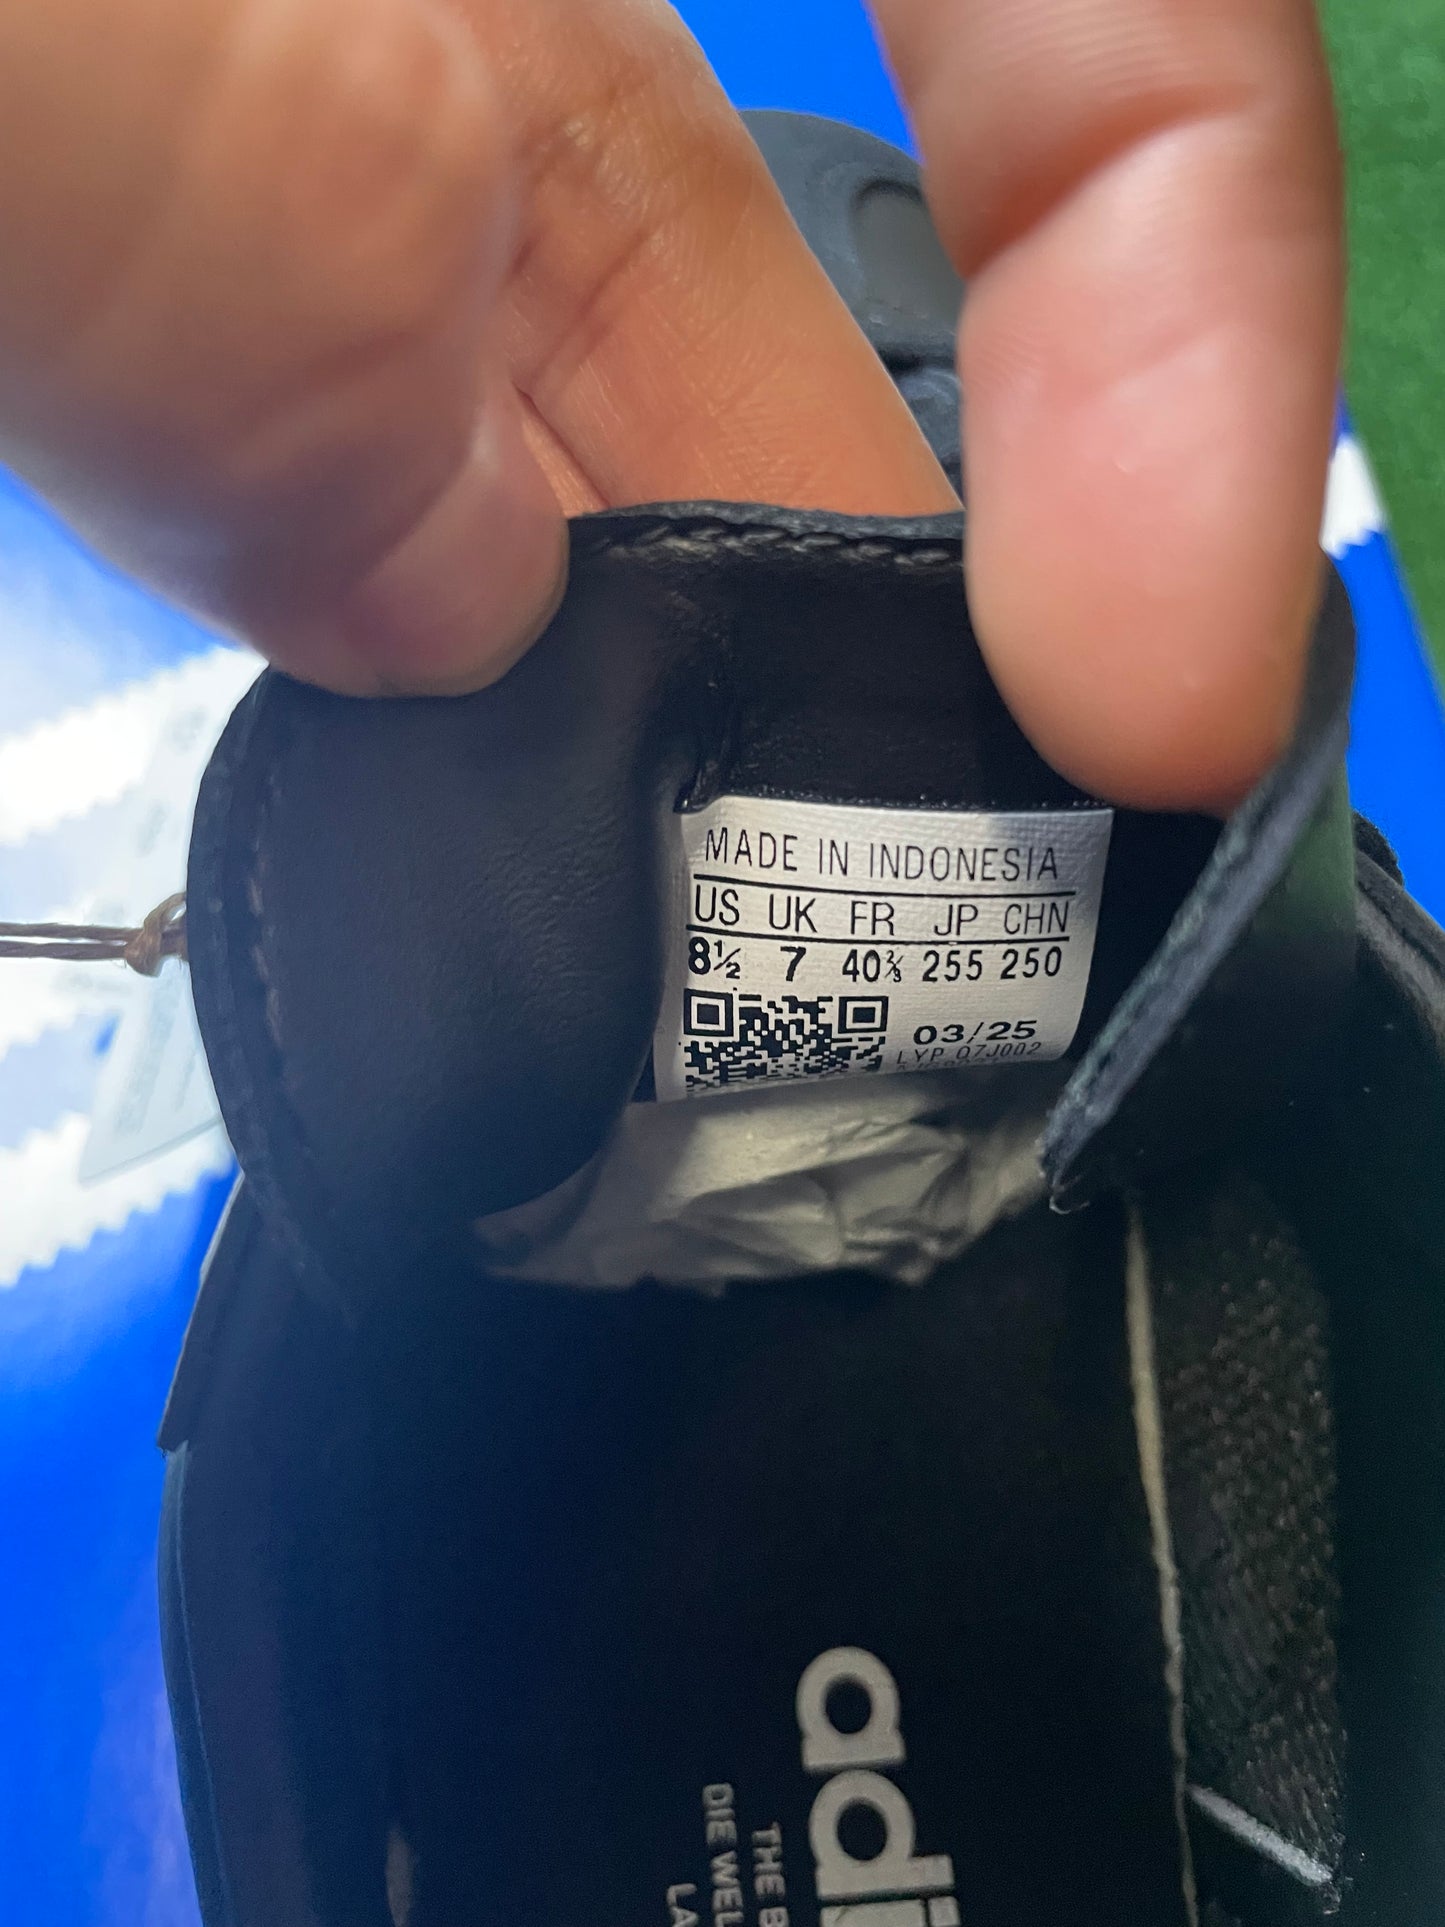 MADE IN INDONESIA
US UK FR JP CHN
8½ 7 40⅔ 255 250
03/25
LYP 07J002
adi
THE B
DIE WEL
LA